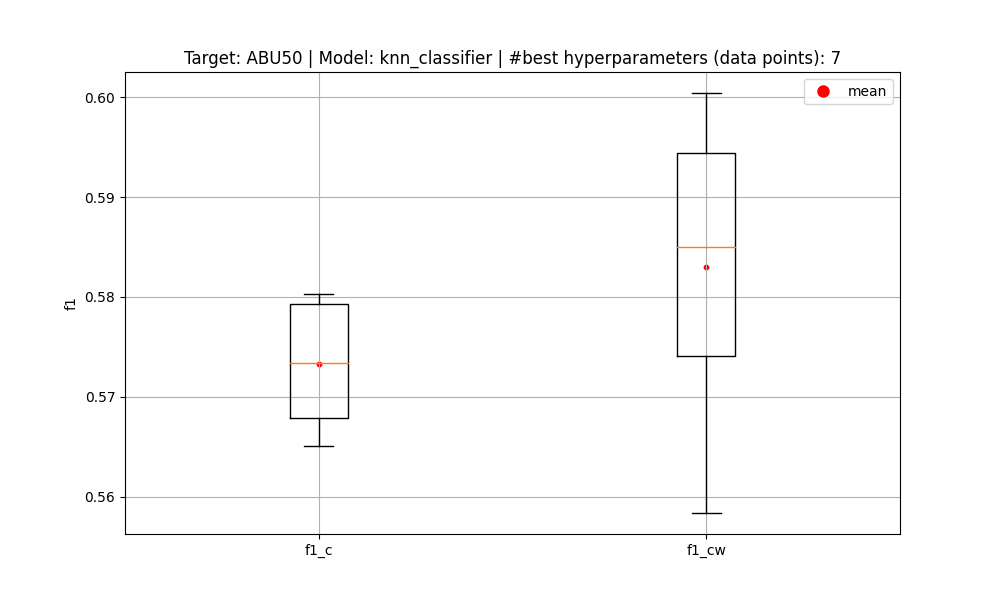 Target: ABU50 | Model: knn_classifier | #best hyperparameters (data points): 7
mean
0.60
0.59
0.58
0.57
0.56
f1
f1_c
f1_cw